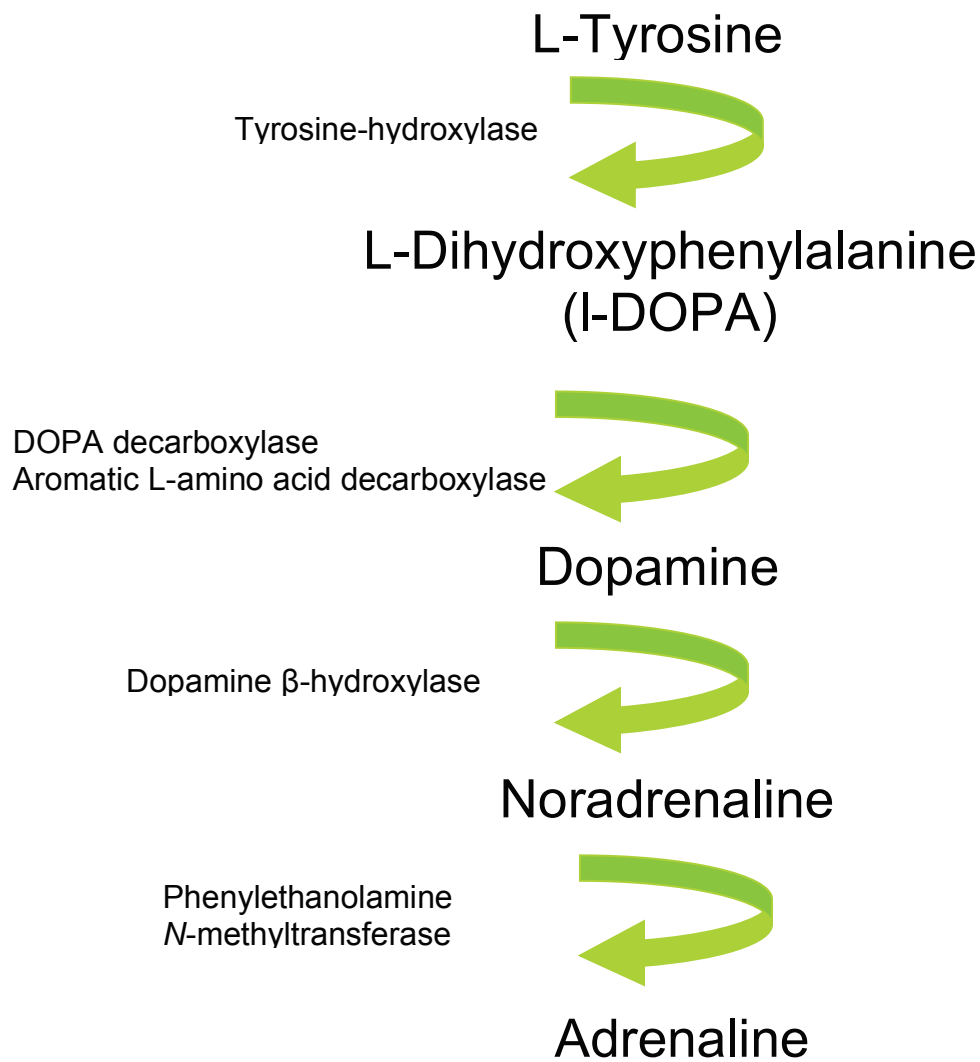 L-Tyrosine
Tyrosine-hydroxylase
L-Dihydroxyphenylalanine
(l-DOPA)
DOPA decarboxylase
Aromatic L-amino acid decarboxylase
Dopamine
Dopamine β-hydroxylase
Noradrenaline
Phenylethanolamine
N-methyltransferase
Adrenaline